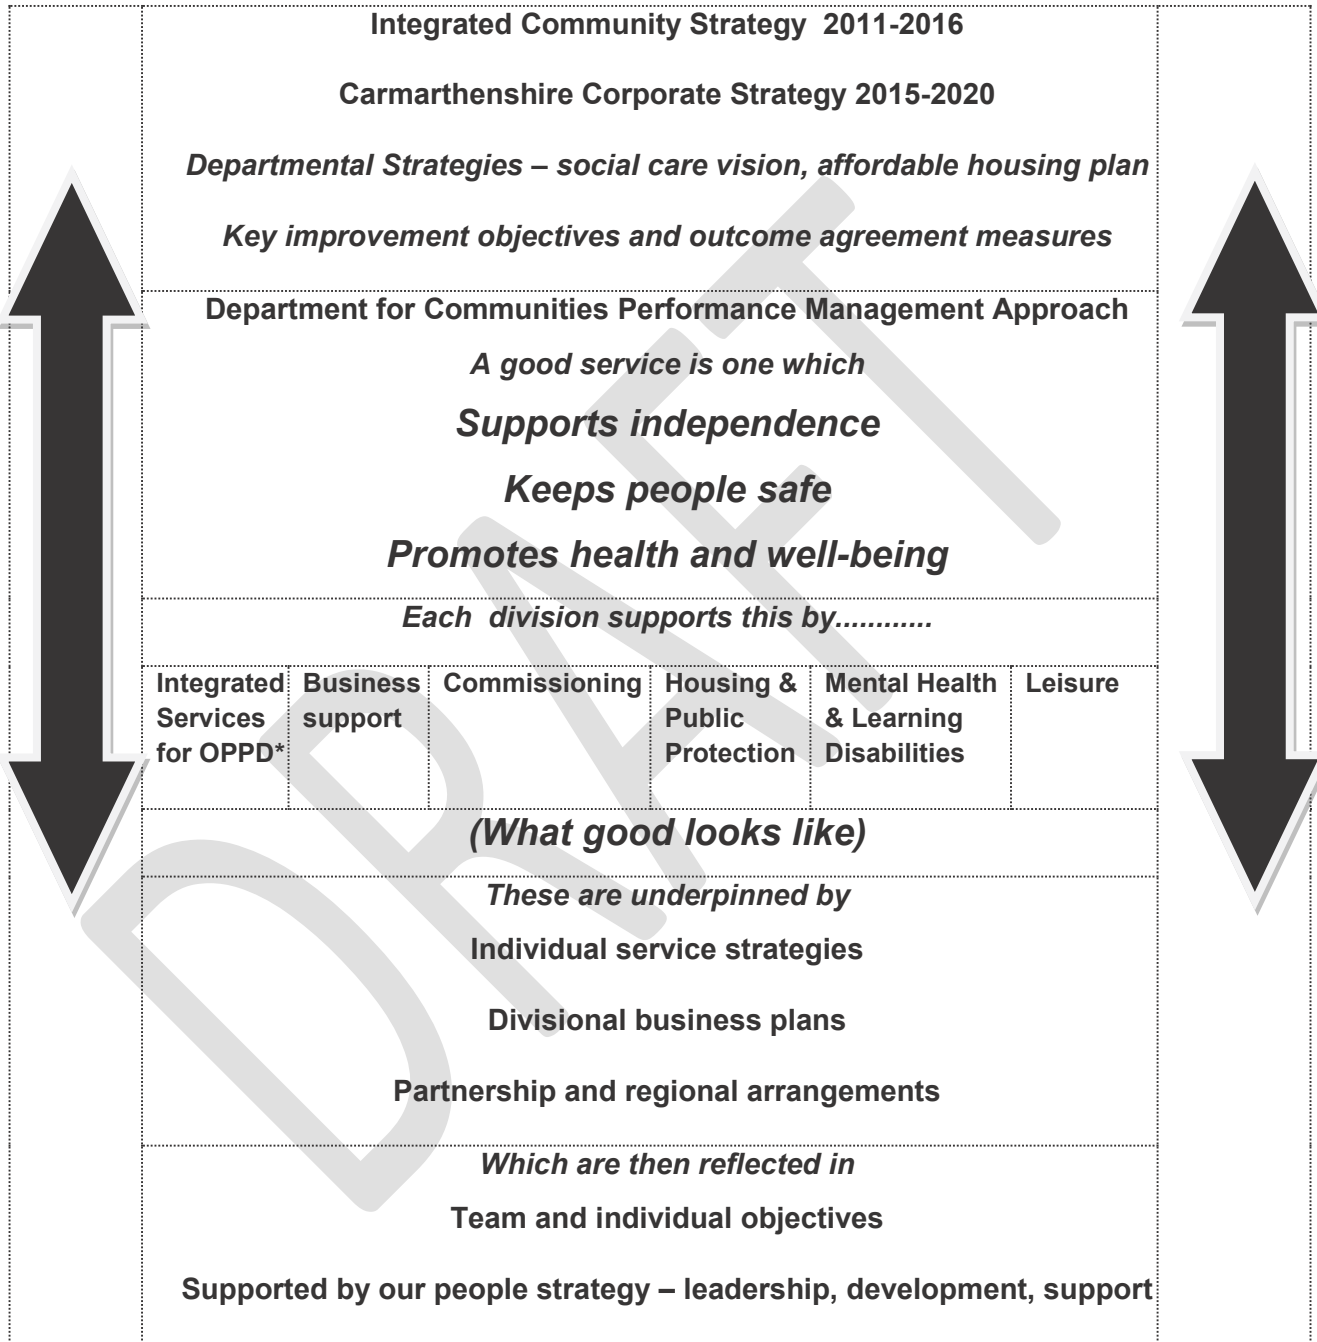 Integrated Community Strategy  2011-2016
Carmarthenshire Corporate Strategy 2015-2020
Departmental Strategies – social care vision, affordable housing plan
Key improvement objectives and outcome agreement measures
Department for Communities Performance Management Approach
A good service is one which
Supports independence
Keeps people safe
Promotes health and well-being
Each  division supports this by............
Integrated
Services
for OPPD*
Business
support
Commissioning
Housing &
Public
Protection
Mental Health
& Learning
Disabilities
Leisure
(What good looks like)
These are underpinned by
Individual service strategies
Divisional business plans
Partnership and regional arrangements
Which are then reflected in
Team and individual objectives
Supported by our people strategy – leadership, development, support
DRAFT